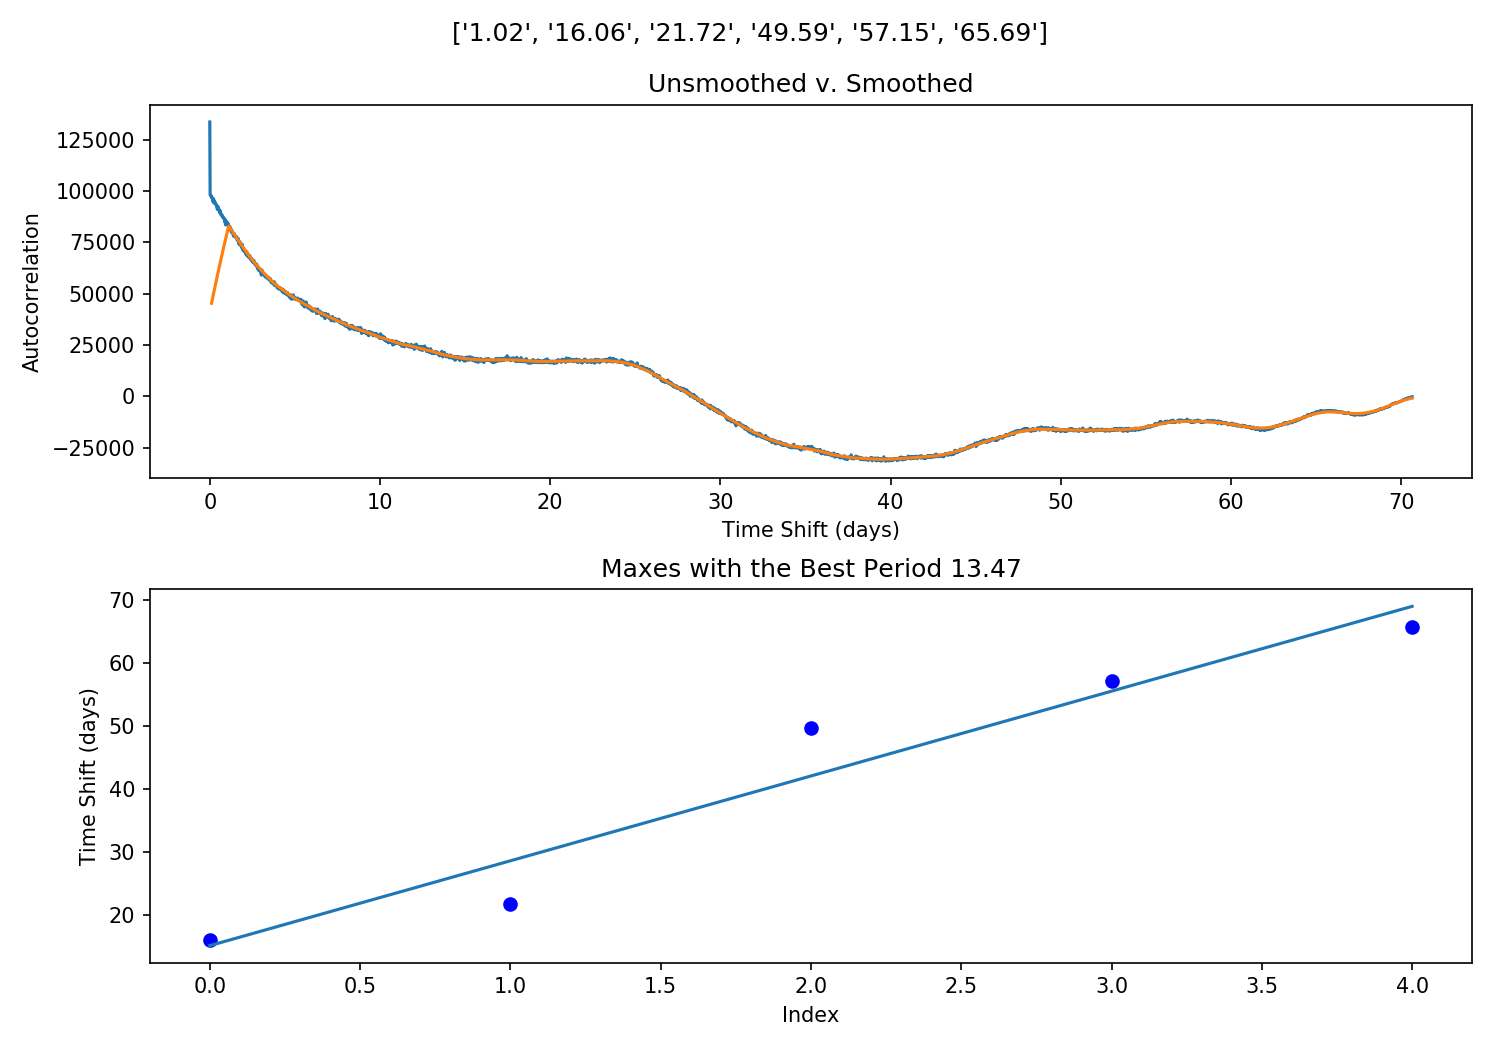 ['1.02', '16.06', '21.72', '49.59', '57.15', '65.69']
Unsmoothed v. Smoothed
125000
100000
75000
50000
25000
0
−25000
Autocorrelation
0 10 20 30 40 50 60 70
Time Shift (days)
Maxes with the Best Period 13.47
70
60
50
40
30
20
Time Shift (days)
0.0 0.5 1.0 1.5 2.0 2.5 3.0 3.5 4.0
Index